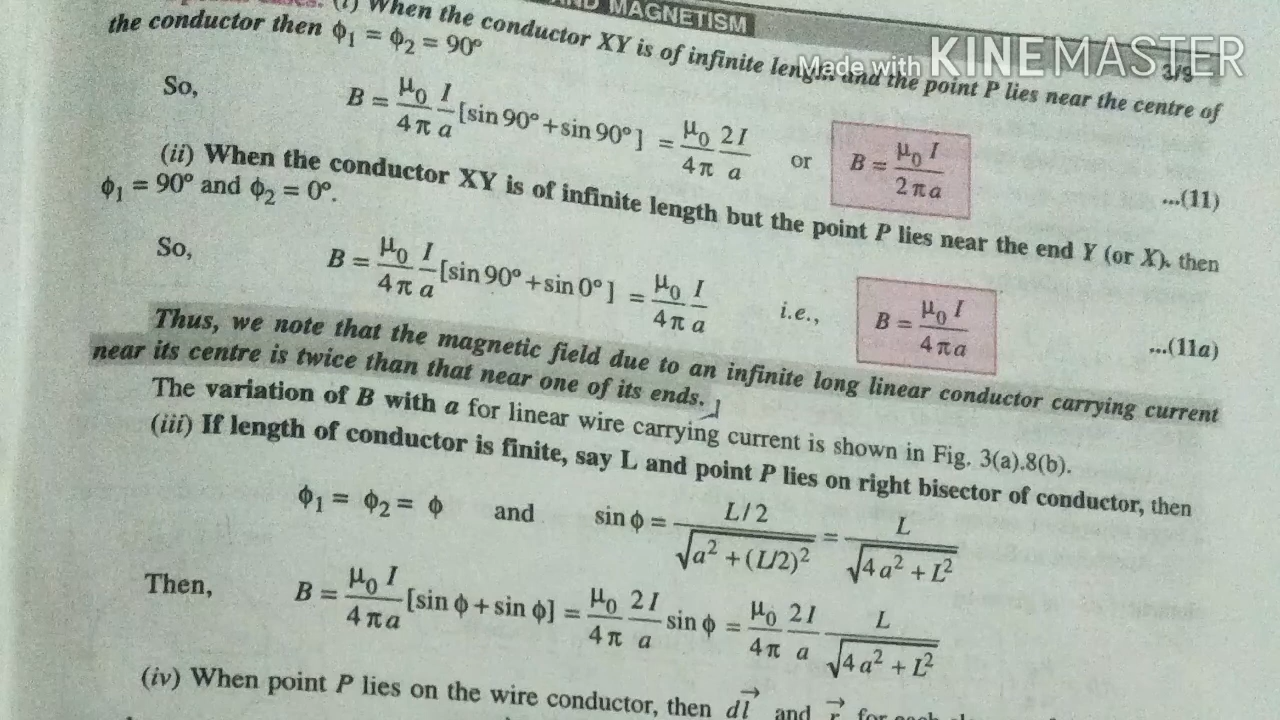 AND MAGNETISM
Made with KINEMASTER
3/9
(i) When the conductor XY is of infinite length and the point P lies near the centre of
the conductor then ϕ₁ = ϕ₂ = 90°
So, B = μ₀/4π I/a [sin 90° + sin 90°] = μ₀/4π 2I/a or B = μ₀ I/2πa ...(11)
(ii) When the conductor XY is of infinite length but the point P lies near the end Y (or X). then
ϕ₁ = 90° and ϕ₂ = 0°.
So, B = μ₀/4π I/a [sin 90° + sin 0°] = μ₀/4π I/a i.e., B = μ₀ I/4πa ...(11a)
Thus, we note that the magnetic field due to an infinite long linear conductor carrying current
near its centre is twice than that near one of its ends.
The variation of B with a for linear wire carrying current is shown in Fig. 3(a).8(b).
(iii) If length of conductor is finite, say L and point P lies on right bisector of conductor, then
ϕ₁ = ϕ₂ = ϕ and sin ϕ = L/2 / √(a² + (L/2)²) = L / √(4a² + L²)
Then, B = μ₀ I/4πa [sin ϕ + sin ϕ] = μ₀/4π 2I/a sin ϕ = μ₀/4π 2I/a L/√(4a² + L²)
(iv) When point P lies on the wire conductor, then dl⃗ and r⃗ for each